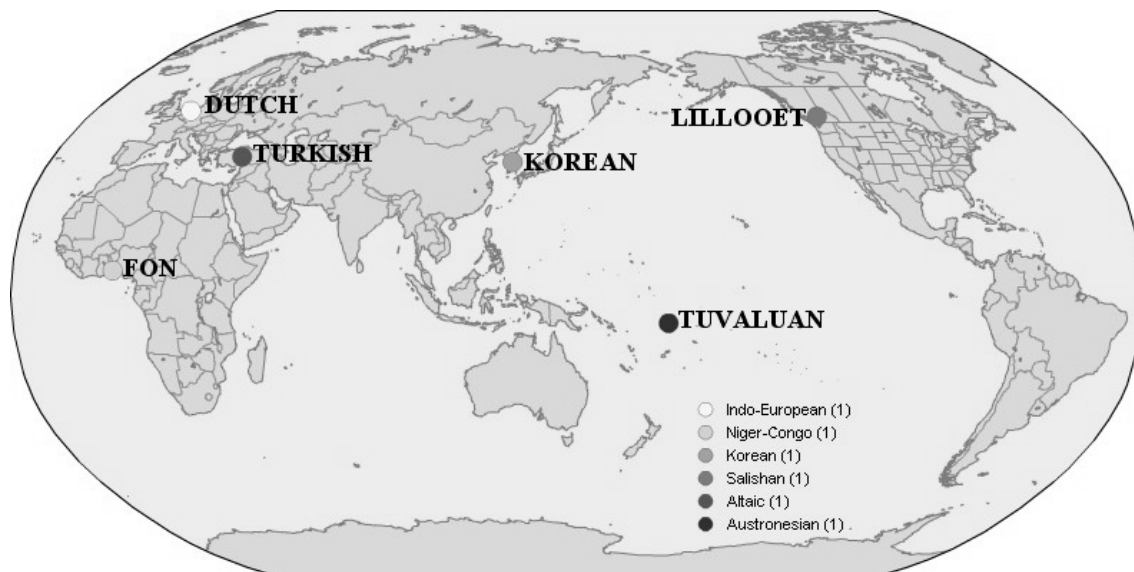 DUTCH
LILLOOET
TURKISH
KOREAN
FON
TUVALUAN
Indo-European (1)
Niger-Congo (1)
Korean (1)
Salishan (1)
Altaic (1)
Austronesian (1)